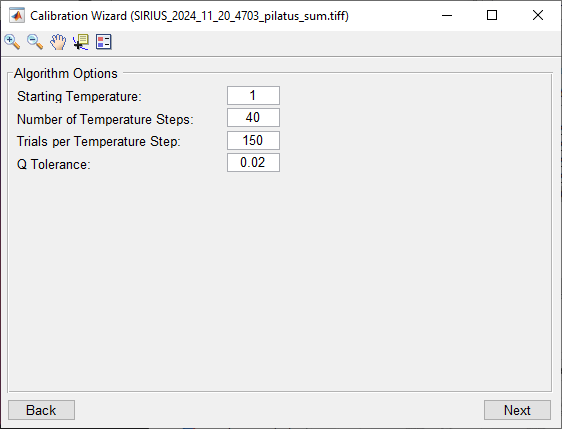 Calibration Wizard (SIRIUS_2024_11_20_4703_pilatus_sum.tiff)
Algorithm Options
Starting Temperature: 1
Number of Temperature Steps: 40
Trials per Temperature Step: 150
Q Tolerance: 0.02
Back Next